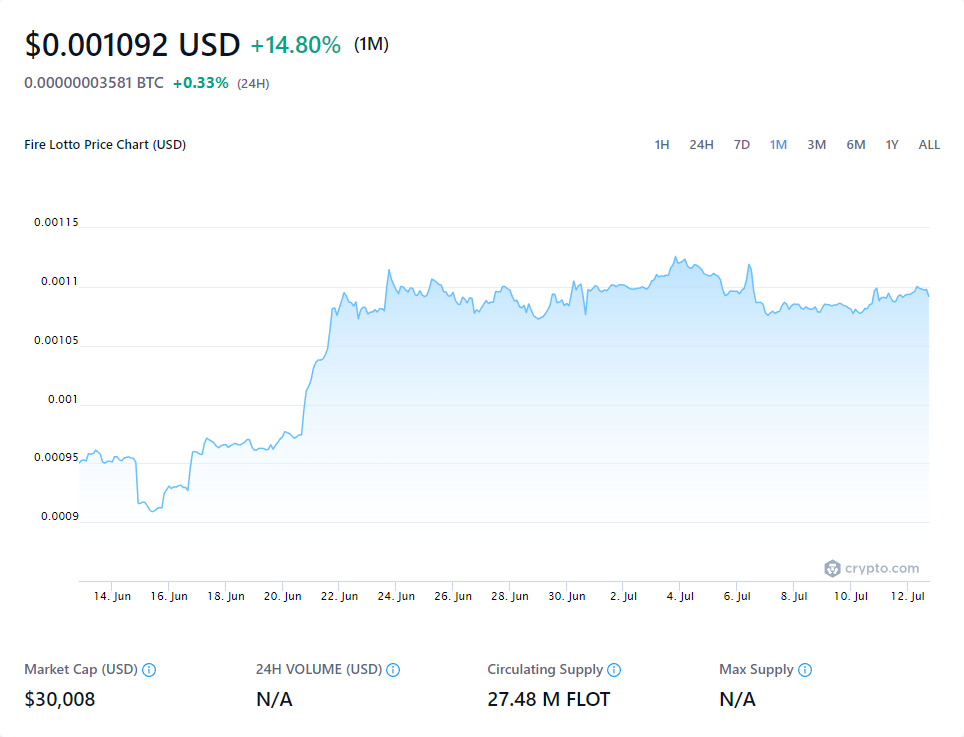 $0.001092 USD +14.80% (1M)
0.00000003581 BTC +0.33% (24H)
Fire Lotto Price Chart (USD) 1H 24H 7D 1M 3M 6M 1Y ALL
0.00115
0.0011
0.00105
0.001
0.00095
0.0009
crypto.com
14. Jun 16. Jun 18. Jun 20. Jun 22. Jun 24. Jun 26. Jun 28. Jun 30. Jun 2. Jul 4. Jul 6. Jul 8. Jul 10. Jul 12. Jul
Market Cap (USD) 24H VOLUME (USD) Circulating Supply Max Supply
$30,008 N/A 27.48 M FLOT N/A